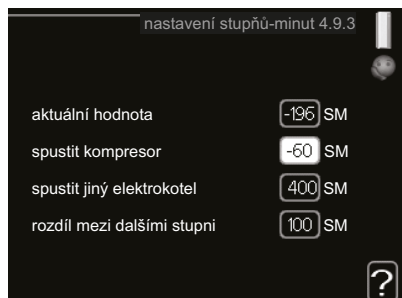 nastavení stupňů-minut 4.9.3
aktuální hodnota -196 SM
spustit kompresor -60 SM
spustit jiný elektrokotel 400 SM
rozdíl mezi dalšími stupni 100 SM
?